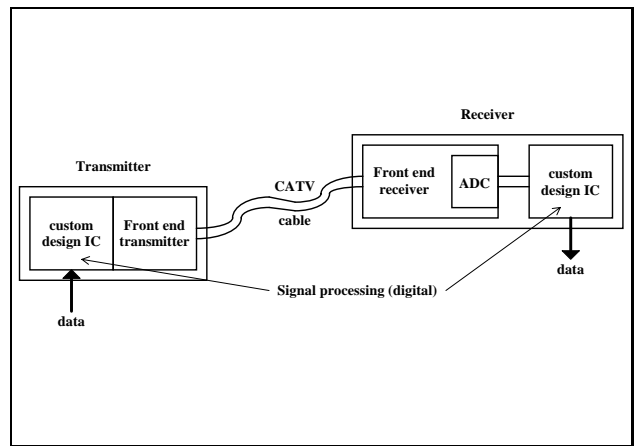 Receiver
Transmitter
CATV
cable
Front end
receiver
ADC
custom
design IC
custom
design IC
Front end
transmitter
data
Signal processing (digital)
data